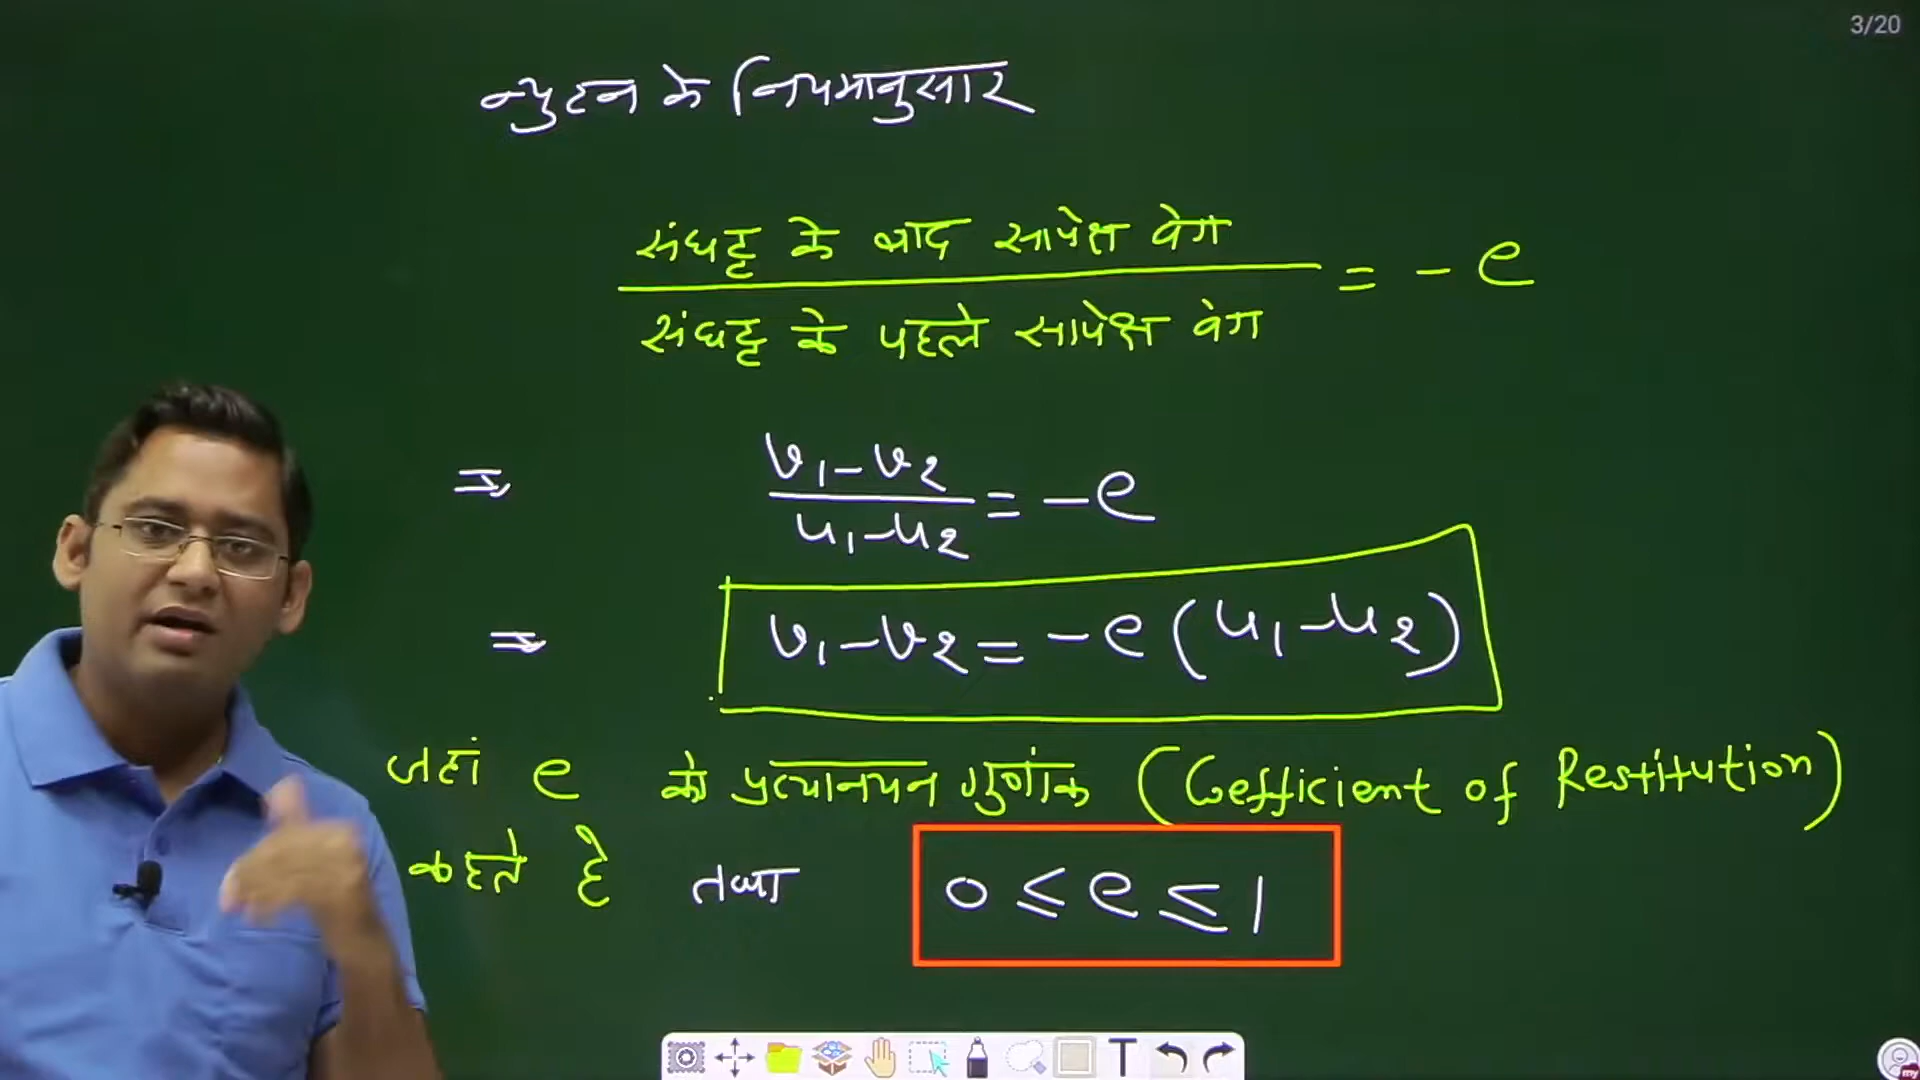 3/20
न्युटन के नियमानुसार
संघट्ट के बाद सापेक्ष वेग
संघट्ट के पहले सापेक्ष वेग
= - e
⇒ v₁-v₂ / u₁-u₂ = -e
⇒ v₁-v₂ = -e (u₁-u₂)
जहां e को प्रत्यानयन गुणांक (Coefficient of Restitution)
कहते है तथा 0 ≤ e ≤ 1
T
my